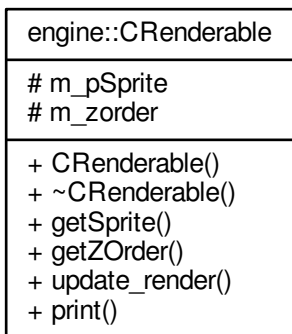 engine::CRenderable
# m_pSprite
# m_zorder
+ CRenderable()
+ ~CRenderable()
+ getSprite()
+ getZOrder()
+ update_render()
+ print()